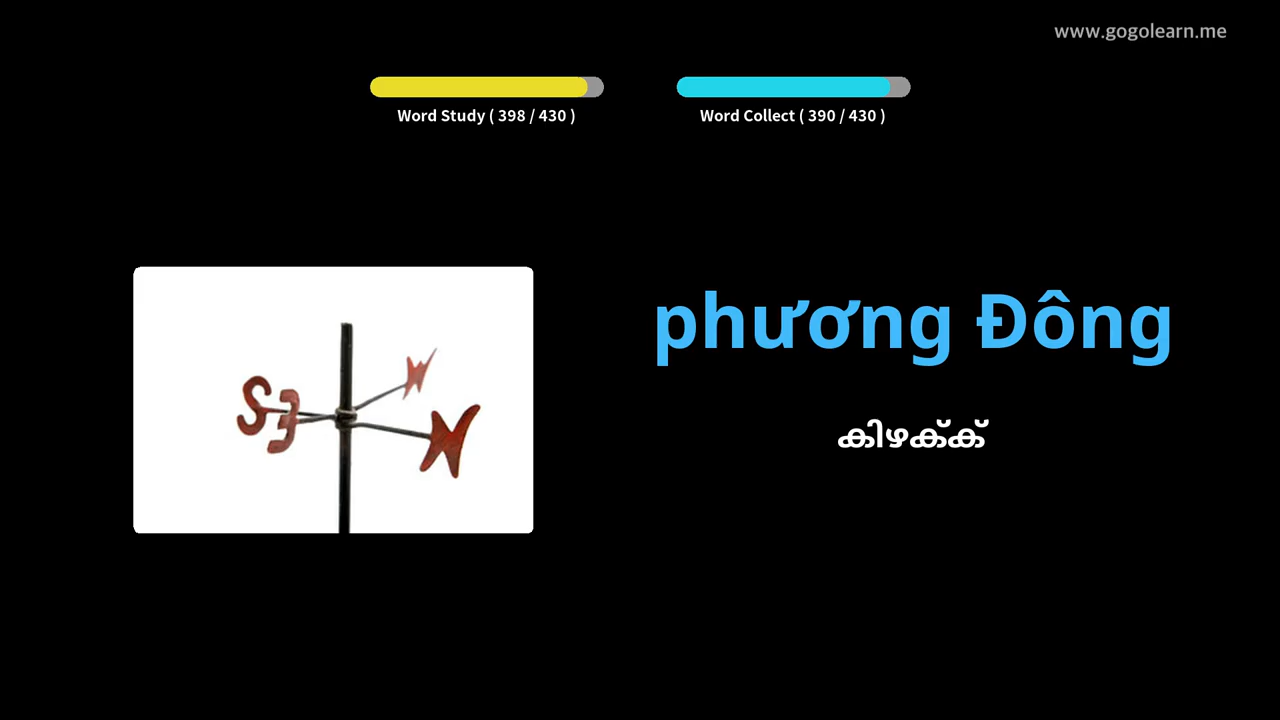 www.gogolearn.me
Word Study ( 398 / 430 )
Word Collect ( 390 / 430 )
phương Đông
കിഴക്ക്
S E N W